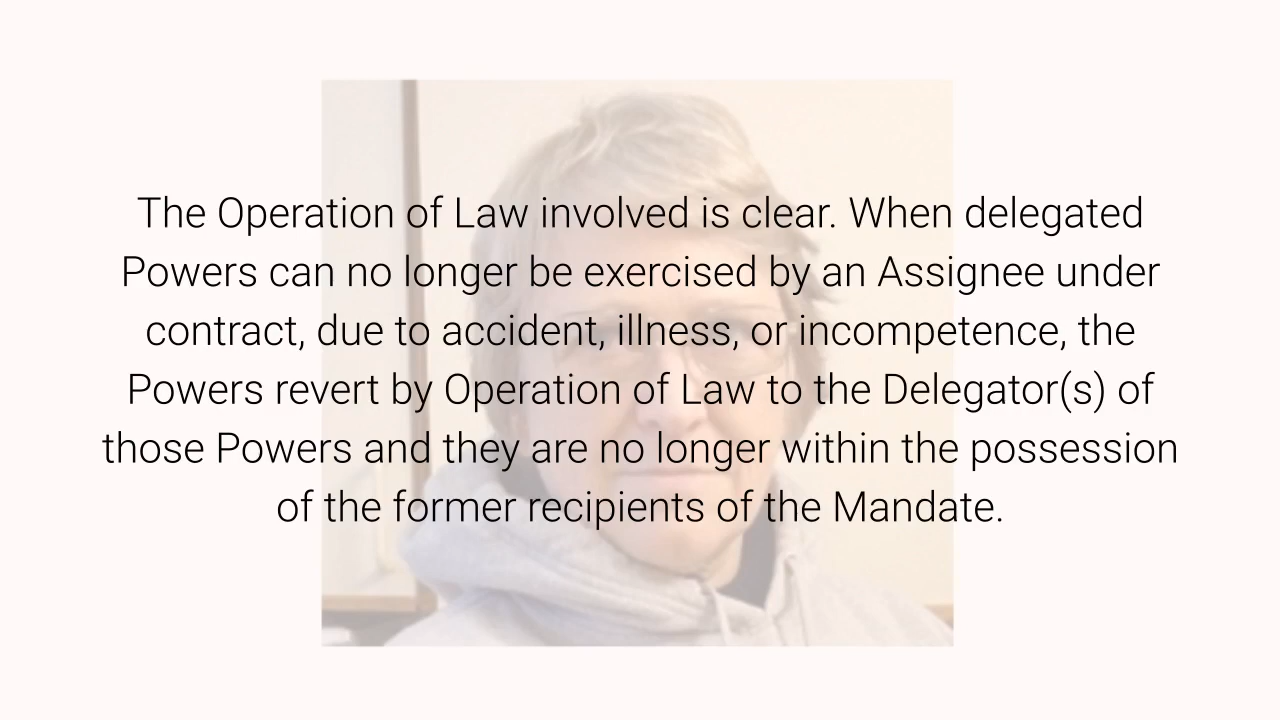 The Operation of Law involved is clear. When delegated
Powers can no longer be exercised by an Assignee under
contract, due to accident, illness, or incompetence, the
Powers revert by Operation of Law to the Delegator(s) of
those Powers and they are no longer within the possession
of the former recipients of the Mandate.